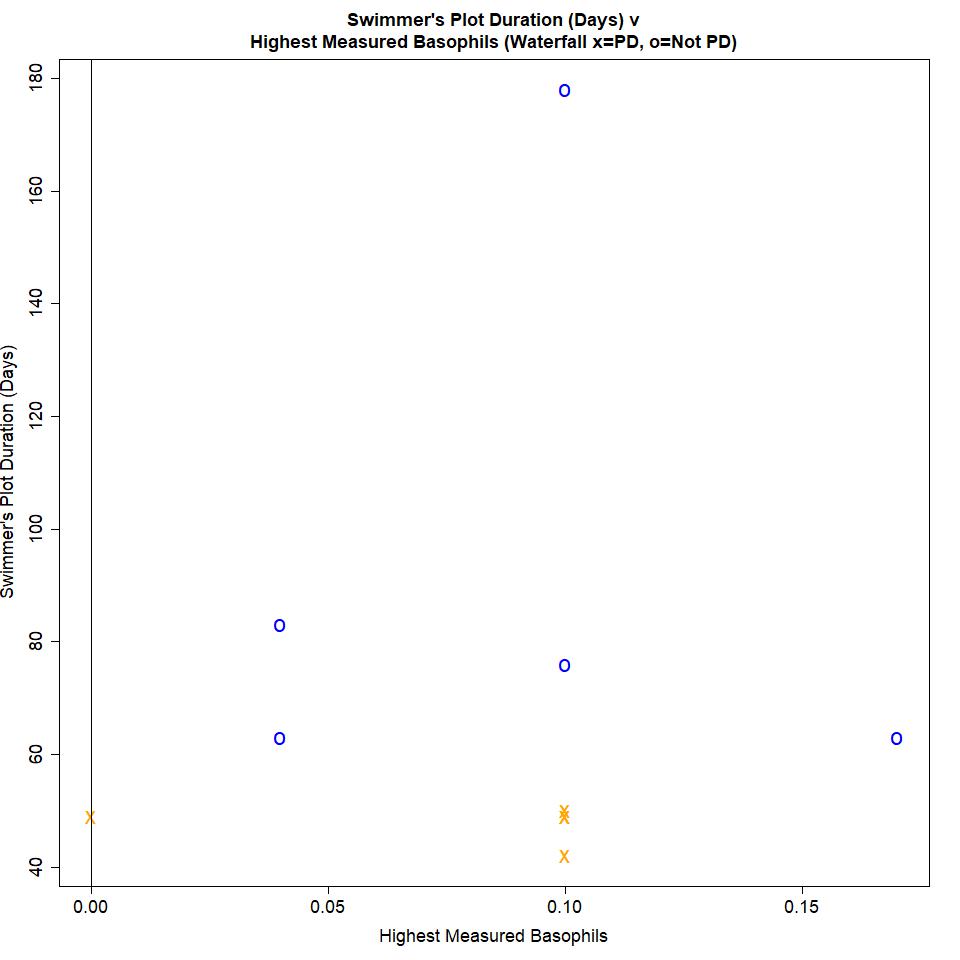 Swimmer's Plot Duration (Days) v
Highest Measured Basophils (Waterfall x=PD, o=Not PD)
Swimmer's Plot Duration (Days)
180
160
140
120
100
80
60
40
o
o
o
o
o
x
x
x
x
0.00 0.05 0.10 0.15
Highest Measured Basophils